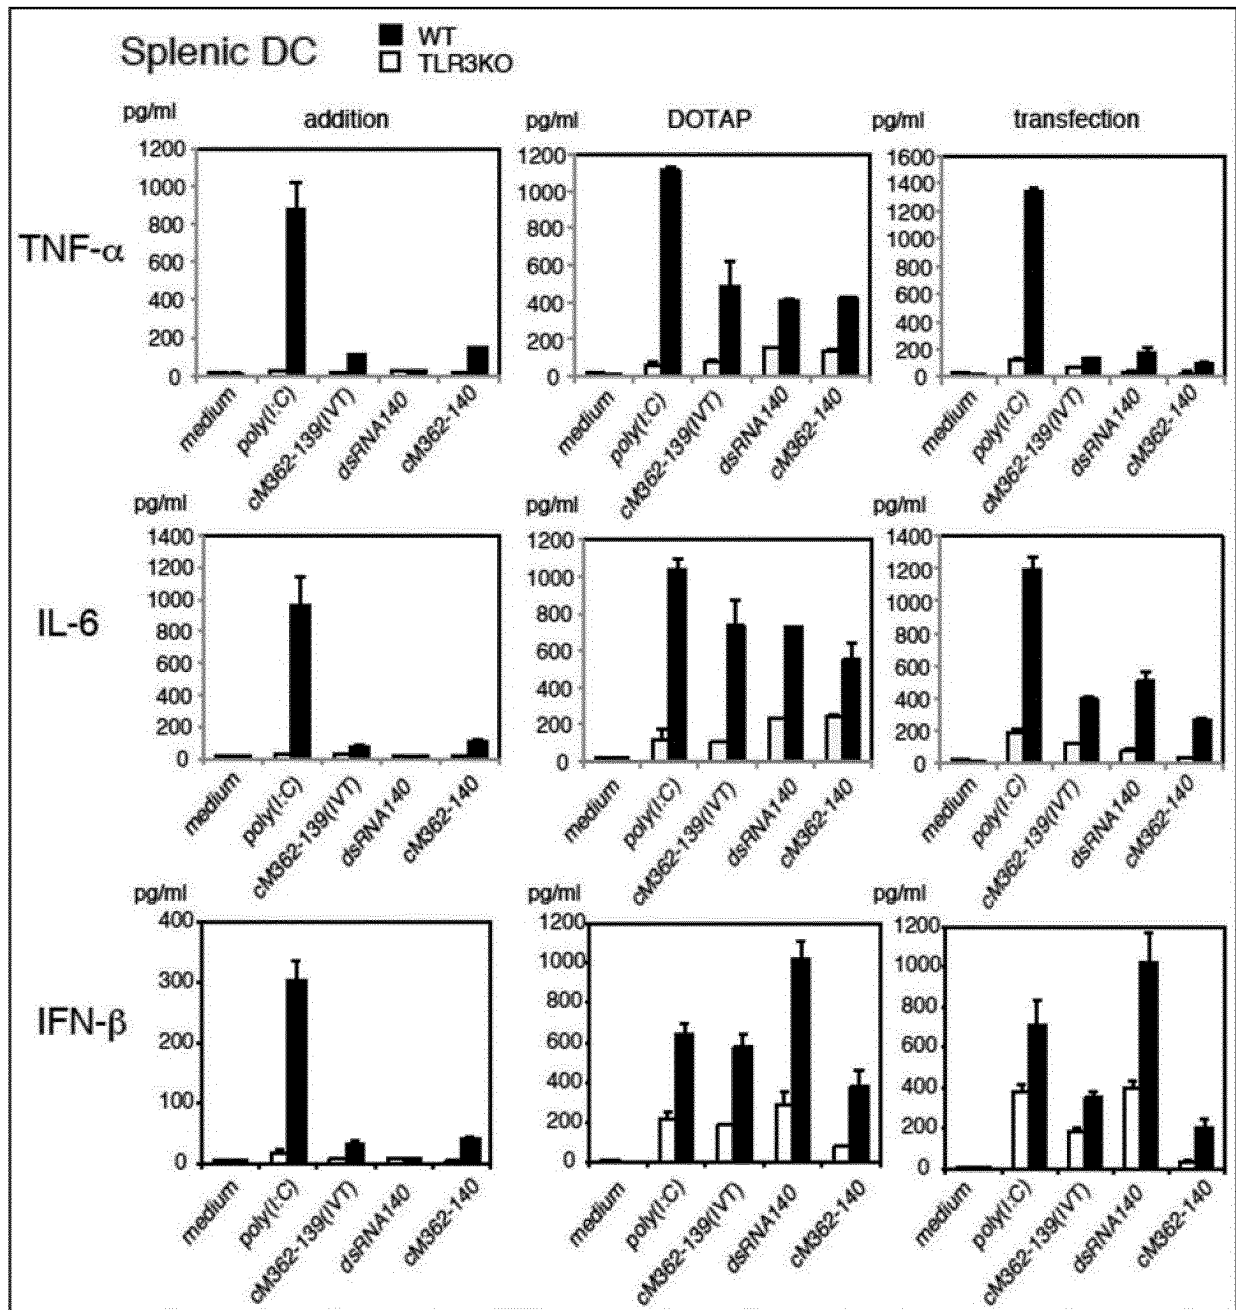 Splenic DC
WT
TLR3KO
pg/ml addition
pg/ml DOTAP
pg/ml transfection
TNF-α
1200
1000
800
600
400
200
0
medium
poly(I:C)
cM362-139(IVT)
dsRNA140
cM362-140
1200
1000
800
600
400
200
0
medium
poly(I:C)
cM362-139(IVT)
dsRNA140
cM362-140
1600
1400
1200
1000
800
600
400
200
0
medium
poly(I:C)
cM362-139(IVT)
dsRNA140
cM362-140
IL-6
pg/ml
1400
1200
1000
800
600
400
200
0
medium
poly(I:C)
cM362-139(IVT)
dsRNA140
cM362-140
pg/ml
1200
1000
800
600
400
200
0
medium
poly(I:C)
cM362-139(IVT)
dsRNA140
cM362-140
pg/ml
1400
1200
1000
800
600
400
200
0
medium
poly(I:C)
cM362-139(IVT)
dsRNA140
cM362-140
IFN-β
pg/ml
400
300
200
100
0
medium
poly(I:C)
cM362-139(IVT)
dsRNA140
cM362-140
pg/ml
1200
1000
800
600
400
200
0
medium
poly(I:C)
cM362-139(IVT)
dsRNA140
cM362-140
pg/ml
1200
1000
800
600
400
200
0
medium
poly(I:C)
cM362-139(IVT)
dsRNA140
cM362-140